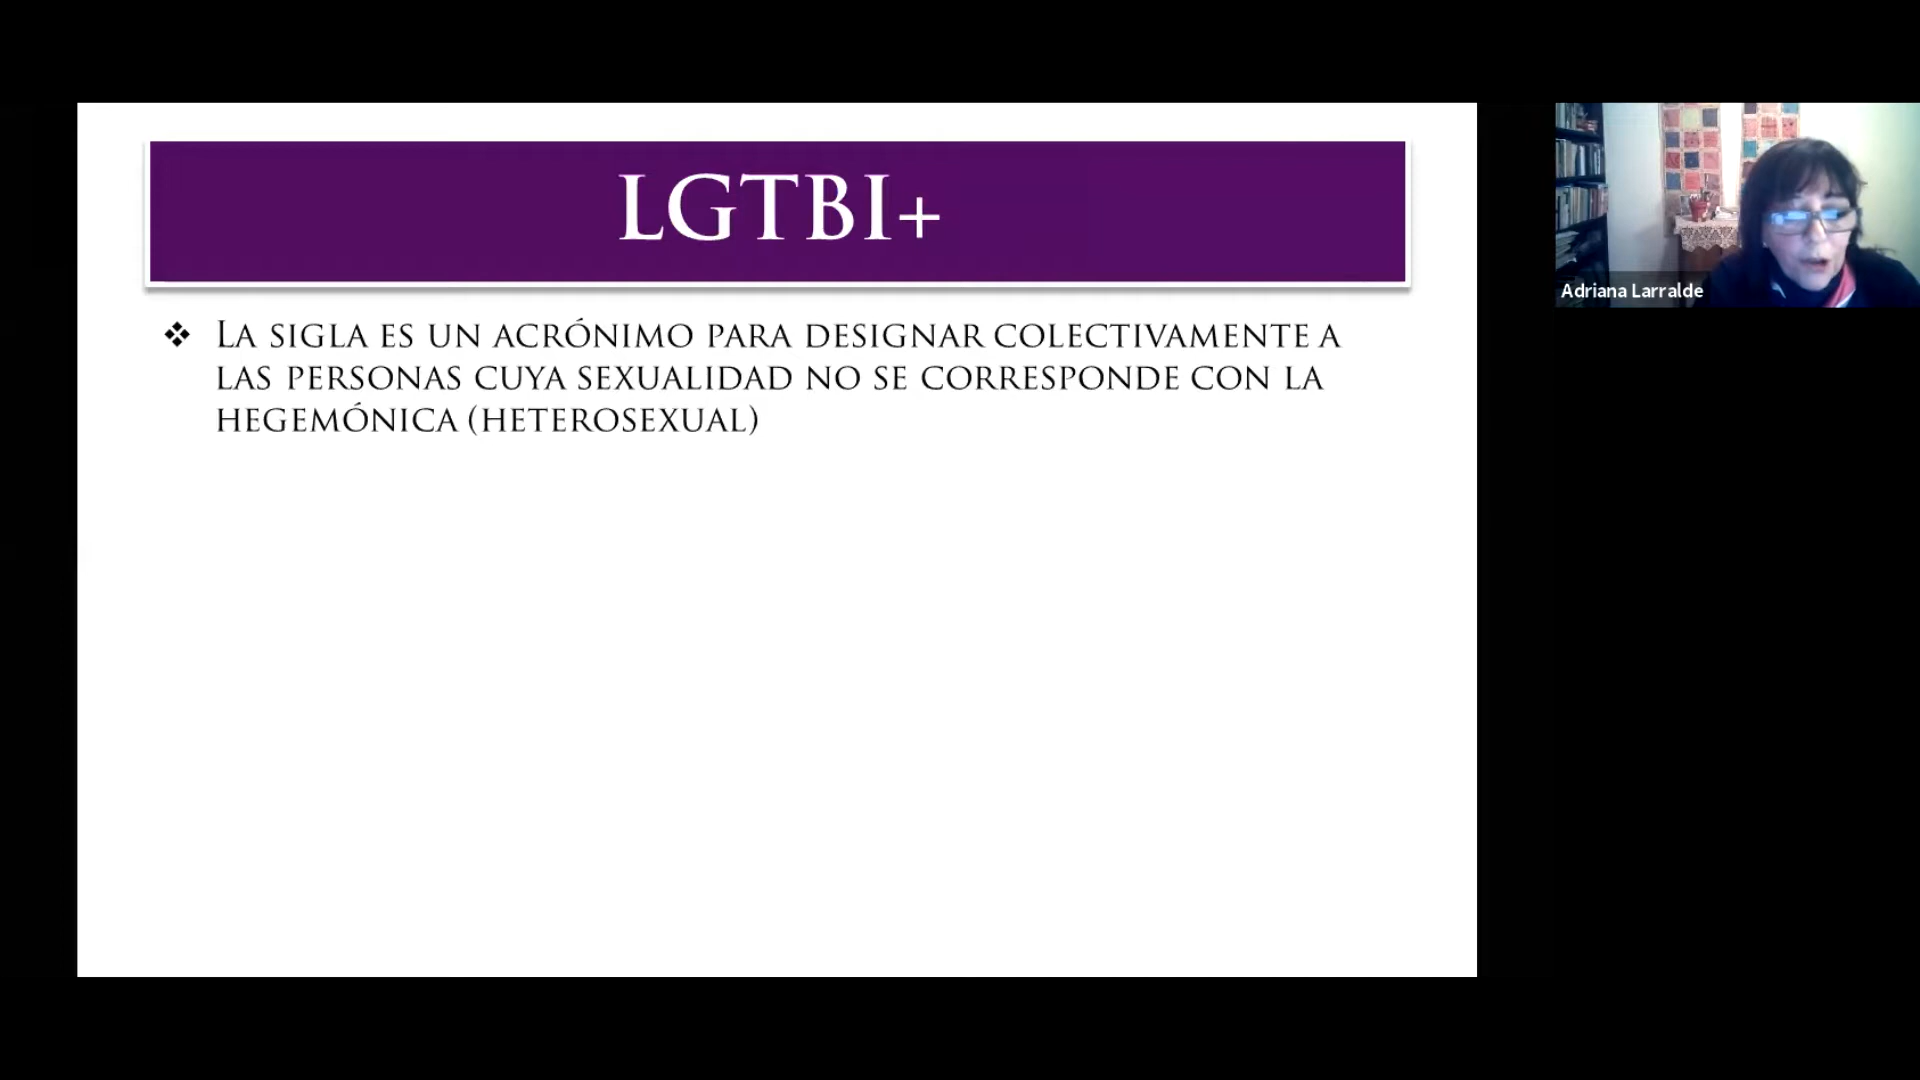 LGTBI+
❖ La sigla es un acrónimo para designar colectivamente a
las personas cuya sexualidad no se corresponde con la
hegemónica (heterosexual)
Adriana Larralde